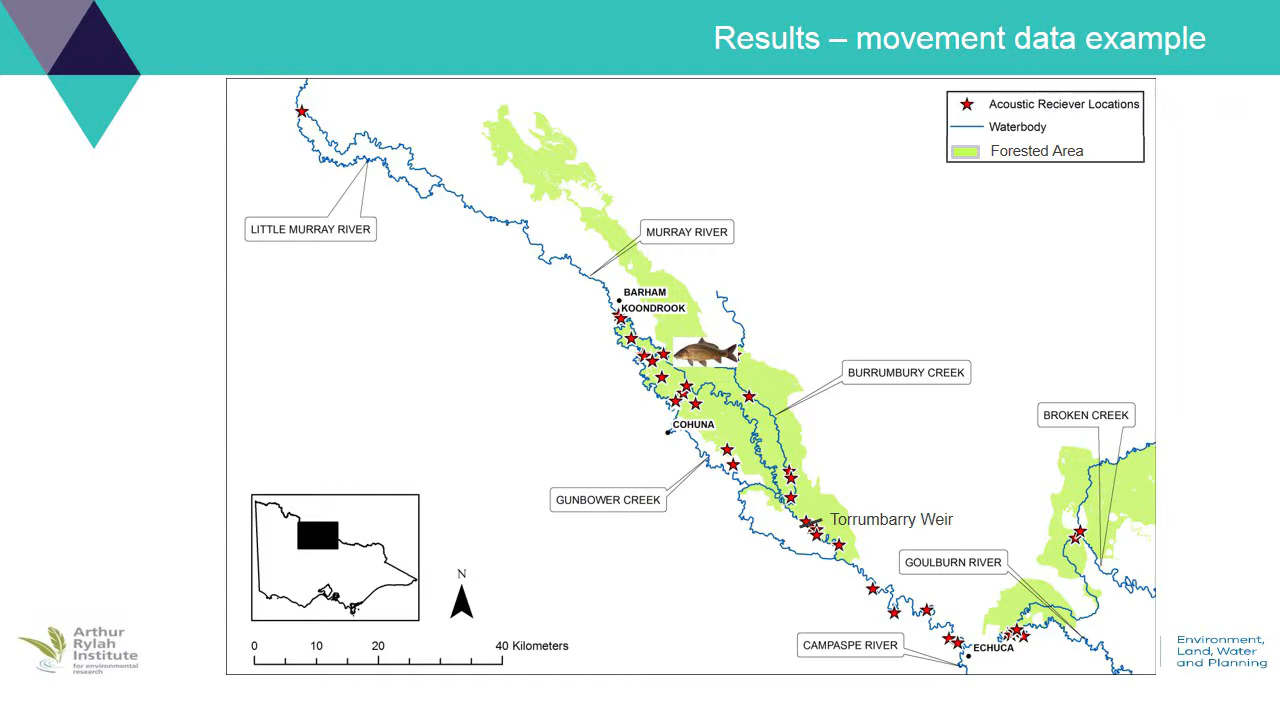 Results – movement data example
Acoustic Reciever Locations
Waterbody
Forested Area
LITTLE MURRAY RIVER
MURRAY RIVER
BARHAM
KOONDROOK
BURRUMBURY CREEK
BROKEN CREEK
COHUNA
GUNBOWER CREEK
Torrumbarry Weir
GOULBURN RIVER
N
CAMPASPE RIVER
ECHUCA
0 10 20 40 Kilometers
Arthur
Rylah
Institute
for environmental
research
Environment,
Land, Water
and Planning